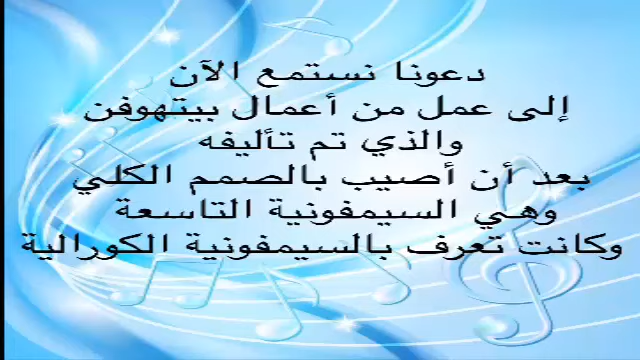 دعونا نستمع الآن
إلى عمل من أعمال بيتهوفن
والذي تم تأليفه
بعد أن أصيب بالصمم الكلي
وهي السيمفونية التاسعة
وكانت تعرف بالسيمفونية الكورالية